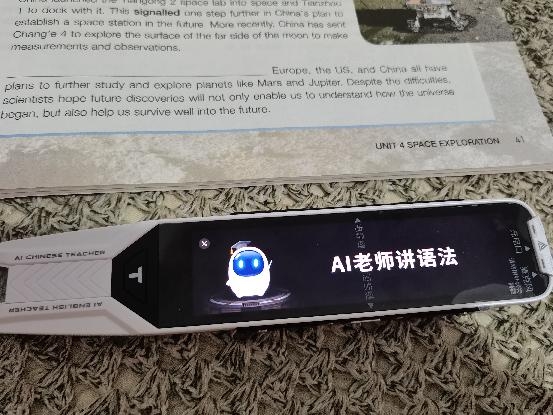 launched the Tiangong 2 space lab into space and Tianzhou
1 to dock with it. This signalled one step further in China's plan to
establish a space station in the future. More recently, China has sent
Chang'e 4 to explore the surface of the far side of the moon to make
measurements and observations.
Europe, the US, and China all have
plans to further study and explore planets like Mars and Jupiter. Despite the difficulties,
scientists hope future discoveries will not only enable us to understand how the universe
began, but also help us survive well into the future.
UNIT 4 SPACE EXPLORATION 41
AI CHINESE TEACHER
T
AI ENGLISH TEACHER
AI老师讲语法